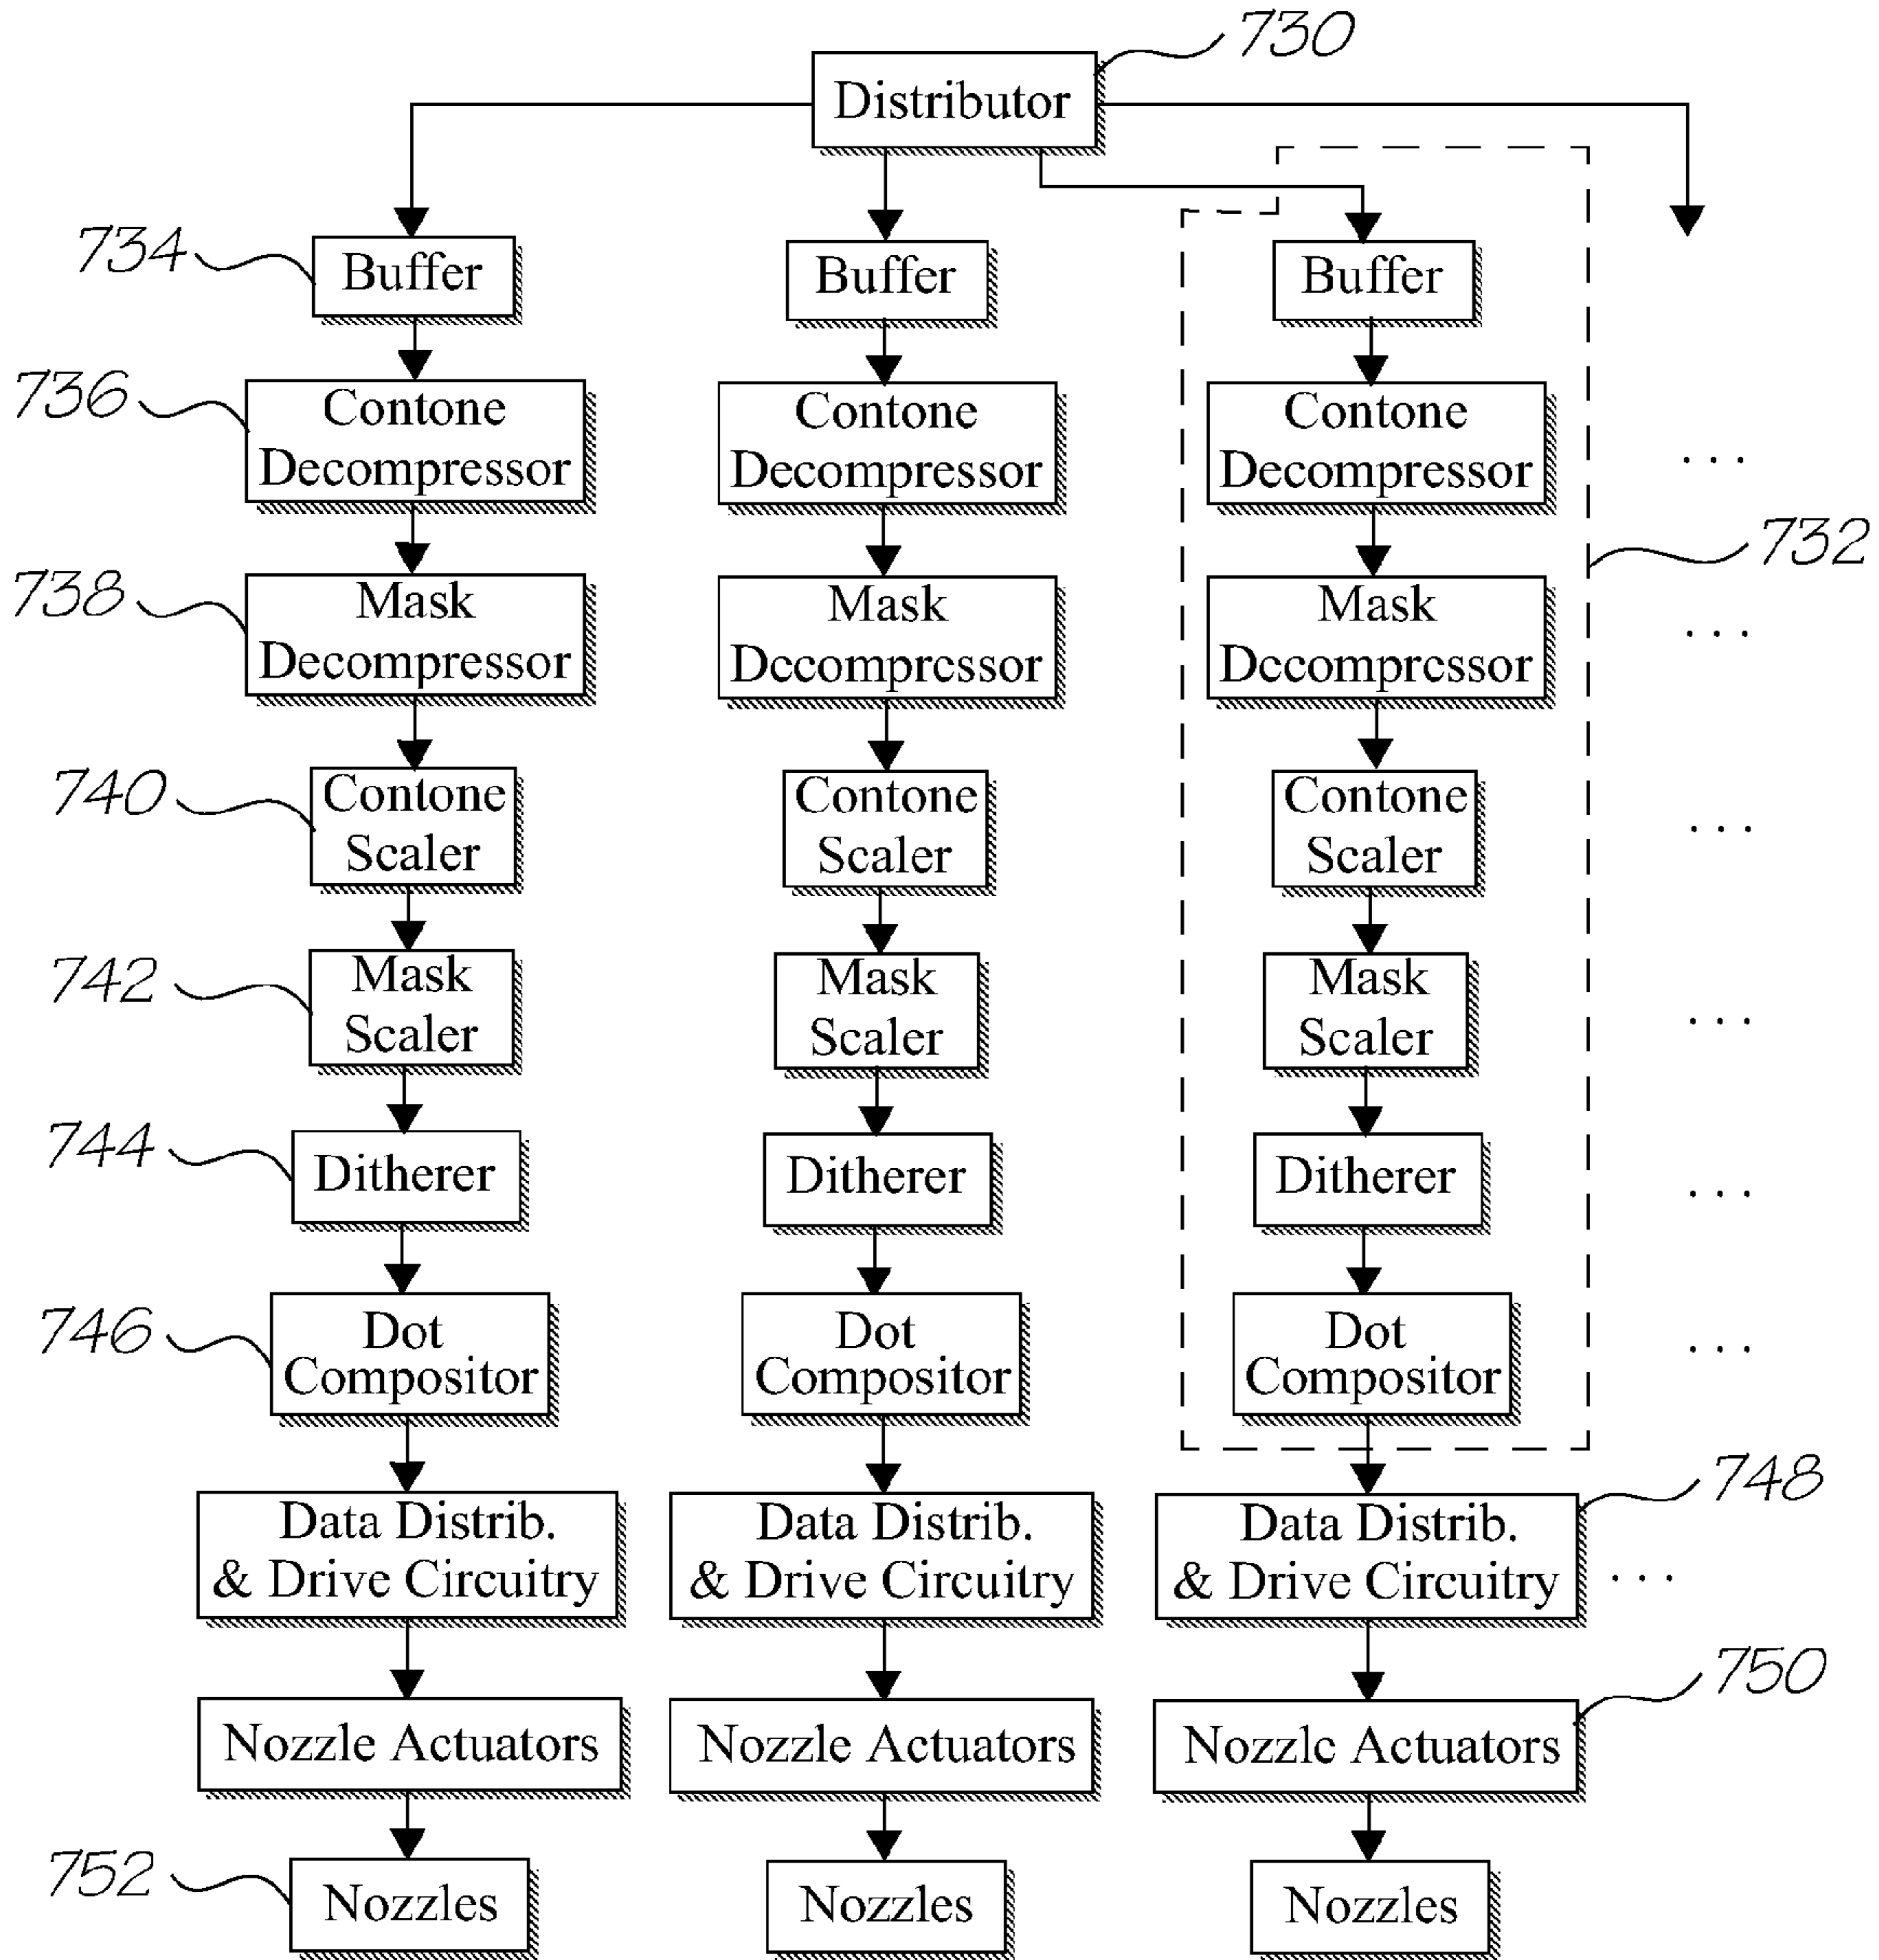 730
Distributor
734
Buffer
Buffer
Buffer
736
Contone
Decompressor
Contone
Decompressor
Contone
Decompressor
...
732
738
Mask
Decompressor
Mask
Decompressor
Mask
Decompressor
...
740
Contone
Scaler
Contone
Scaler
Contone
Scaler
...
742
Mask
Scaler
Mask
Scaler
Mask
Scaler
...
744
Ditherer
Ditherer
Ditherer
...
746
Dot
Compositor
Dot
Compositor
Dot
Compositor
...
748
Data Distrib.
& Drive Circuitry
Data Distrib.
& Drive Circuitry
Data Distrib.
& Drive Circuitry
...
750
Nozzle Actuators
Nozzle Actuators
Nozzle Actuators
752
Nozzles
Nozzles
Nozzles